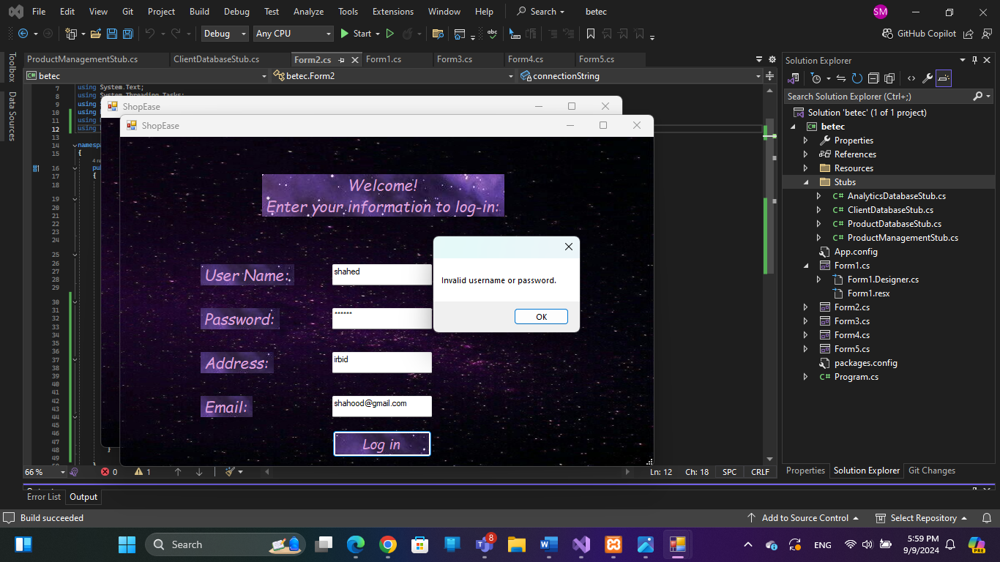 File Edit View Git Project Build Debug Test Analyze Tools Extensions Window Help Search betec SM
Debug Any CPU Start GitHub Copilot
Toolbox
Data Sources
ProductManagementStub.cs ClientDatabaseStub.cs Form2.cs Form1.cs Form3.cs Form4.cs Form5.cs
betec betec.Form2 connectionString
7 using System.Text;
8 using System.Threading.Tasks;
9 using
10 using
11 using
12 using
14 namespac
15 {
16 pu
17 {
18
19
20
21
22
23
24
25
26
27
28
29
30
31
32
33
34
35
36
37
38
39
40
41
42
43
44
45
46
47
48 }
49
ShopEase
ShopEase
Welcome!
Enter your information to log-in:
User Name: shahed
Password: ******
Address: irbid
Email: shahood@gmail.com
Log in
Invalid username or password.
OK
66 % 0 1 Ln: 12 Ch: 18 SPC CRLF
Error List Output
Solution Explorer
Search Solution Explorer (Ctrl+;)
Solution 'betec' (1 of 1 project)
betec
Properties
References
Resources
Stubs
C# AnalyticsDatabaseStub.cs
C# ClientDatabaseStub.cs
C# ProductDatabaseStub.cs
C# ProductManagementStub.cs
App.config
Form1.cs
Form1.Designer.cs
Form1.resx
Form2.cs
Form3.cs
Form4.cs
Form5.cs
packages.config
C# Program.cs
Properties Solution Explorer Git Changes
Build succeeded Add to Source Control Select Repository
Search 8 ENG 5:59 PM
9/9/2024
PRE